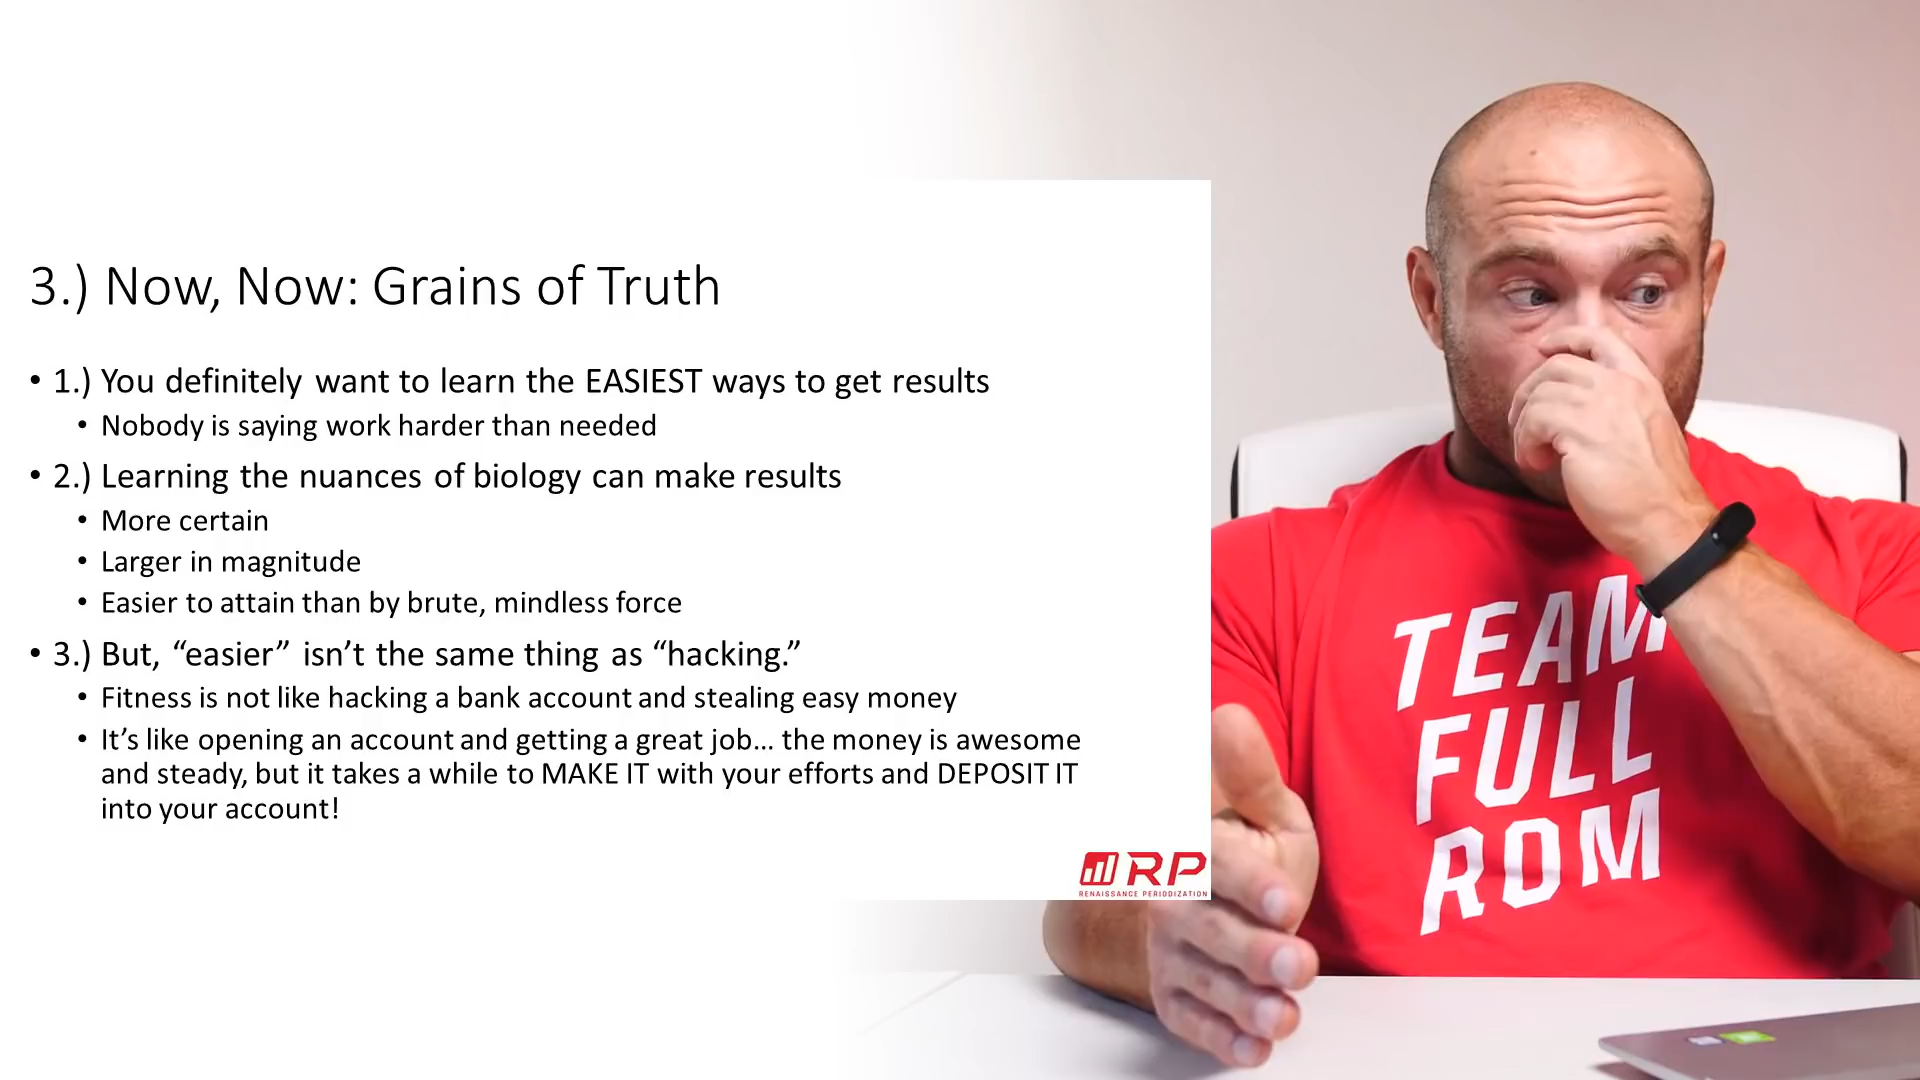 3.) Now, Now: Grains of Truth
• 1.) You definitely want to learn the EASIEST ways to get results
• Nobody is saying work harder than needed
• 2.) Learning the nuances of biology can make results
• More certain
• Larger in magnitude
• Easier to attain than by brute, mindless force
• 3.) But, “easier” isn’t the same thing as “hacking.”
• Fitness is not like hacking a bank account and stealing easy money
• It’s like opening an account and getting a great job… the money is awesome
and steady, but it takes a while to MAKE IT with your efforts and DEPOSIT IT
into your account!
RP
RENAISSANCE PERIODIZATION
TEAM
FULL
ROM